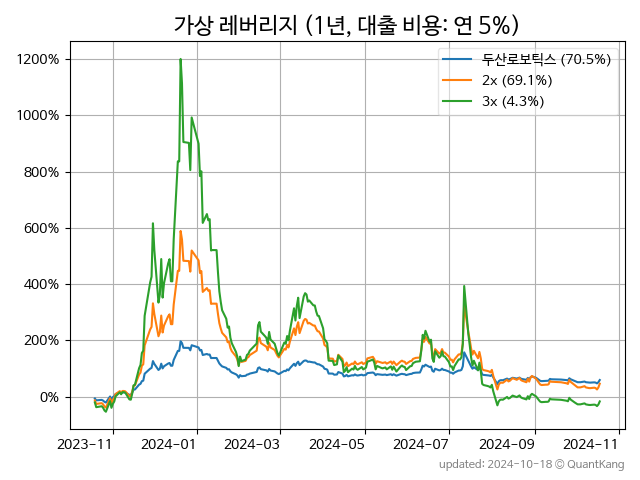 가상 레버리지 (1년, 대출 비용: 연 5%)
두산로보틱스 (70.5%)
2x (69.1%)
3x (4.3%)
1200%
1000%
800%
600%
400%
200%
0%
2023-11 2024-01 2024-03 2024-05 2024-07 2024-09 2024-11
updated: 2024-10-18 © QuantKang